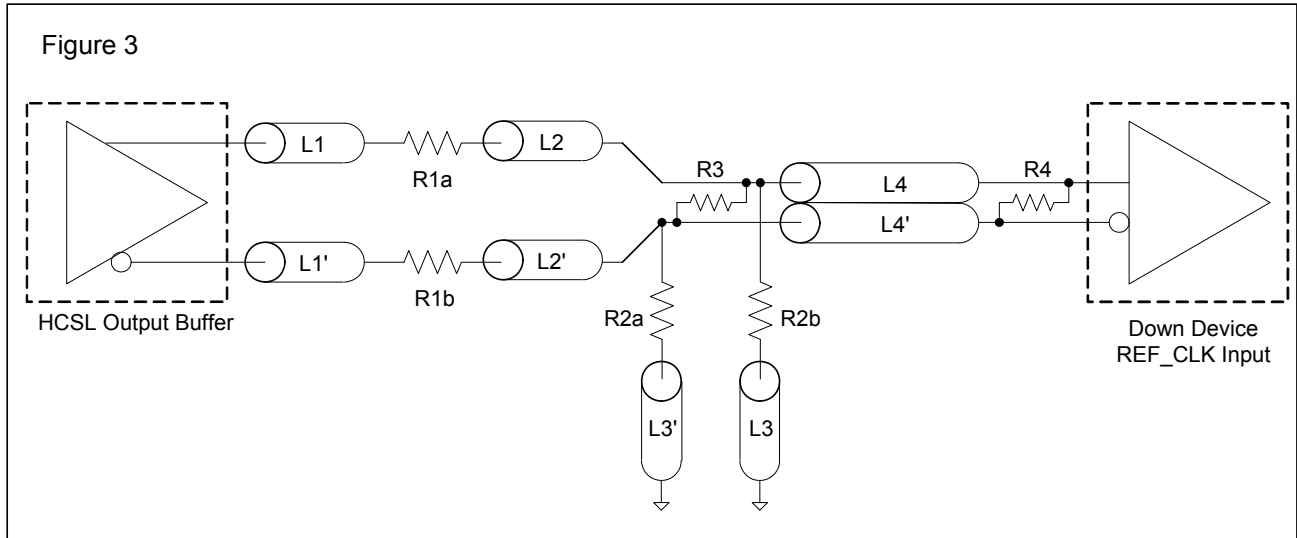 Figure 3
L1
R1a
L2
R3
L4
R4
L4'
L1'
R1b
L2'
HCSL Output Buffer
R2a
R2b
Down Device
REF_CLK Input
L3'
L3